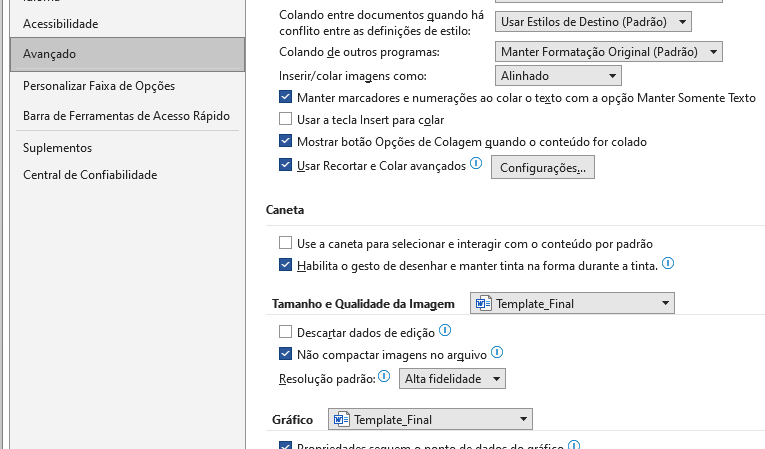 Idioma
Acessibilidade
Avançado
Personalizar Faixa de Opções
Barra de Ferramentas de Acesso Rápido
Suplementos
Central de Confiabilidade
Colando entre documentos quando há
conflito entre as definições de estilo:
Usar Estilos de Destino (Padrão)
Colando de outros programas:
Manter Formatação Original (Padrão)
Inserir/colar imagens como:
Alinhado
Manter marcadores e numerações ao colar o texto com a opção Manter Somente Texto
Usar a tecla Insert para colar
Mostrar botão Opções de Colagem quando o conteúdo for colado
Usar Recortar e Colar avançados
Configurações...
Caneta
Use a caneta para selecionar e interagir com o conteúdo por padrão
Habilita o gesto de desenhar e manter tinta na forma durante a tinta.
Tamanho e Qualidade da Imagem
Template_Final
Descartar dados de edição
Não compactar imagens no arquivo
Resolução padrão:
Alta fidelidade
Gráfico
Template_Final
Propriedades seguem o ponto de dados do gráfico